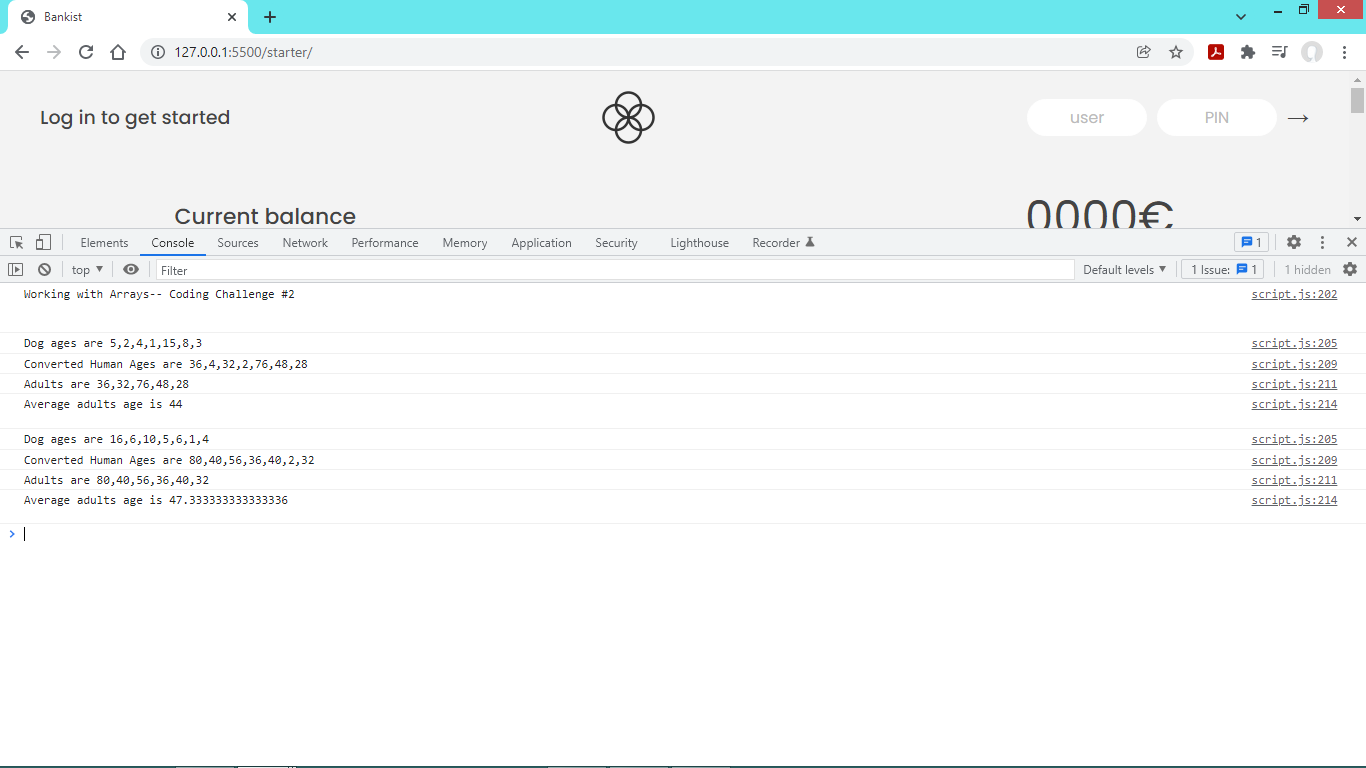 Bankist
127.0.0.1:5500/starter/
Log in to get started
user PIN →
Current balance 0000€
Elements Console Sources Network Performance Memory Application Security Lighthouse Recorder 1
top Filter Default levels 1 Issue: 1 1 hidden
Working with Arrays-- Coding Challenge #2 script.js:202
Dog ages are 5,2,4,1,15,8,3 script.js:205
Converted Human Ages are 36,4,32,2,76,48,28 script.js:209
Adults are 36,32,76,48,28 script.js:211
Average adults age is 44 script.js:214
Dog ages are 16,6,10,5,6,1,4 script.js:205
Converted Human Ages are 80,40,56,36,40,2,32 script.js:209
Adults are 80,40,56,36,40,32 script.js:211
Average adults age is 47.333333333333336 script.js:214